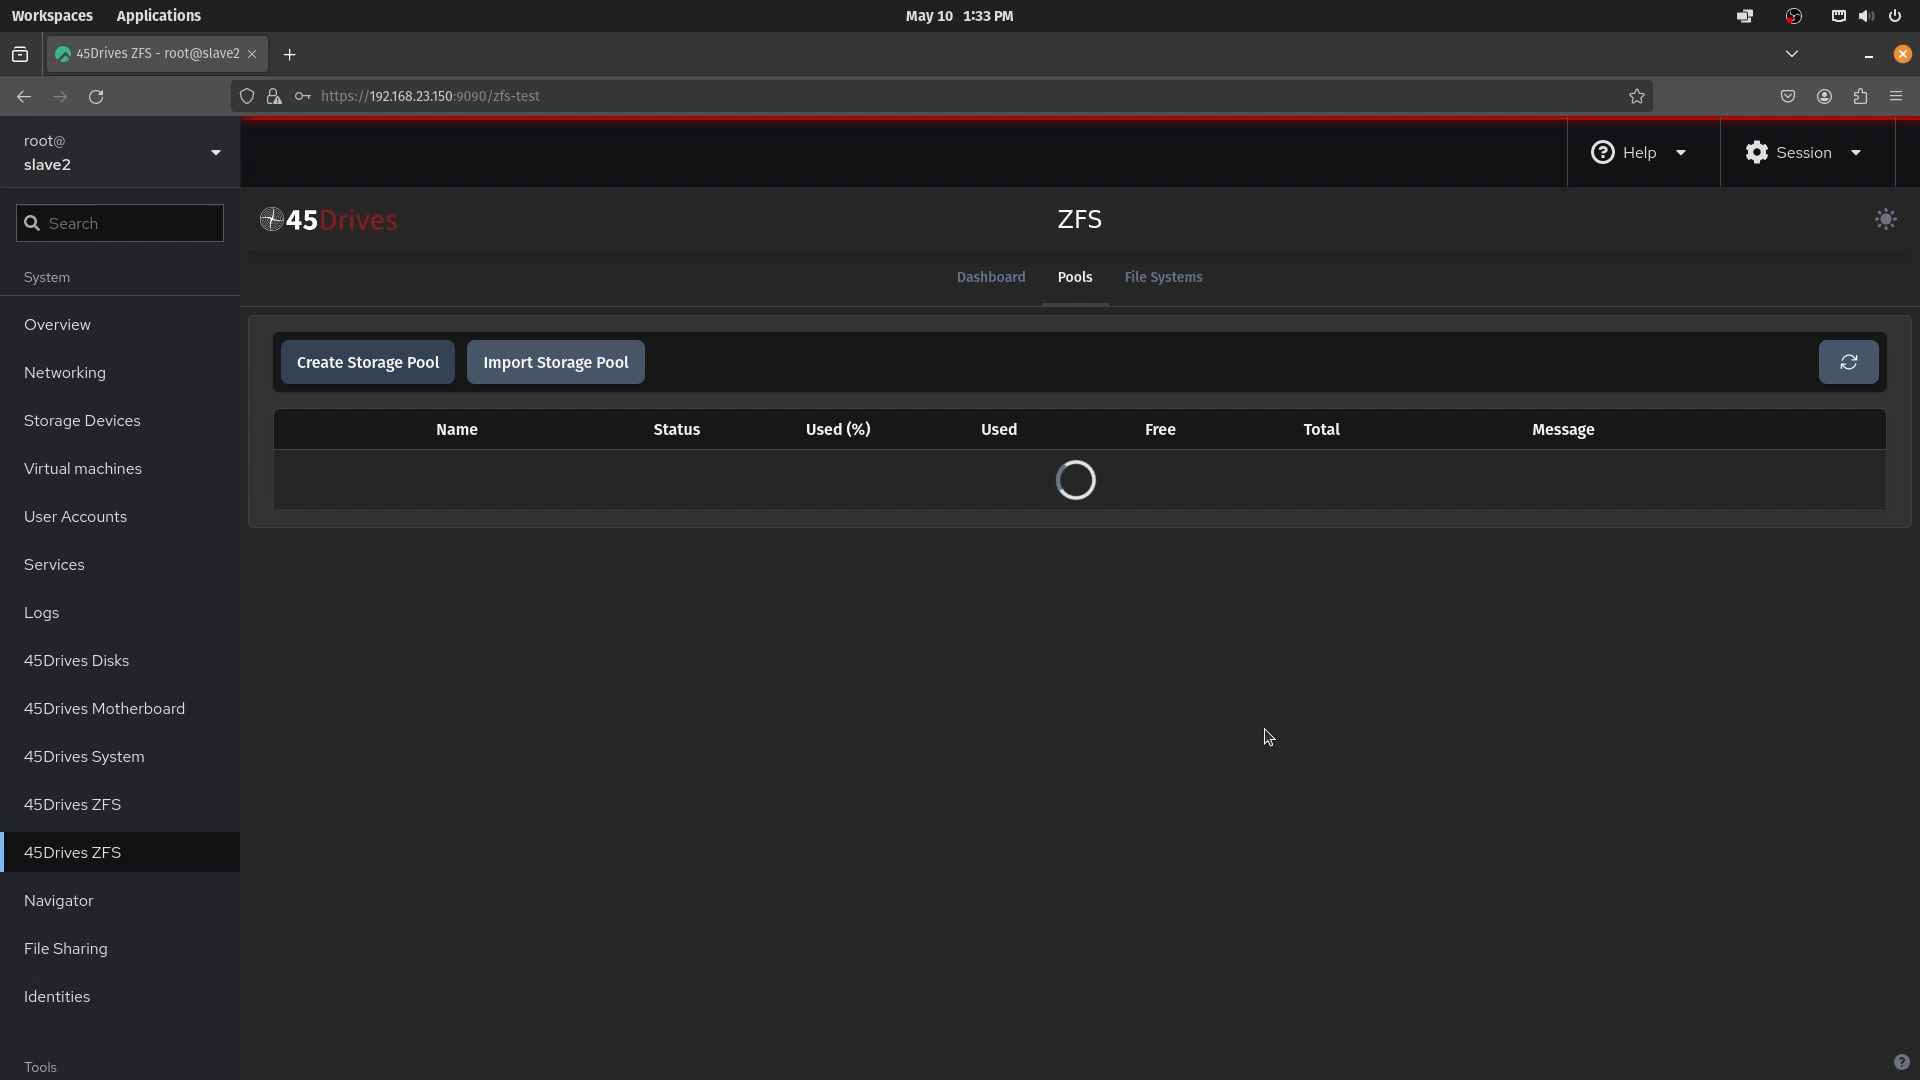 Workspaces Applications May 10 1:33 PM
45Drives ZFS - root@slave2
https://192.168.23.150:9090/zfs-test
root@
slave2
Help
Session
Search
System
Overview
Networking
Storage Devices
Virtual machines
User Accounts
Services
Logs
45Drives Disks
45Drives Motherboard
45Drives System
45Drives ZFS
45Drives ZFS
Navigator
File Sharing
Identities
Tools
45Drives
ZFS
Dashboard Pools File Systems
Create Storage Pool Import Storage Pool
Name Status Used (%) Used Free Total Message